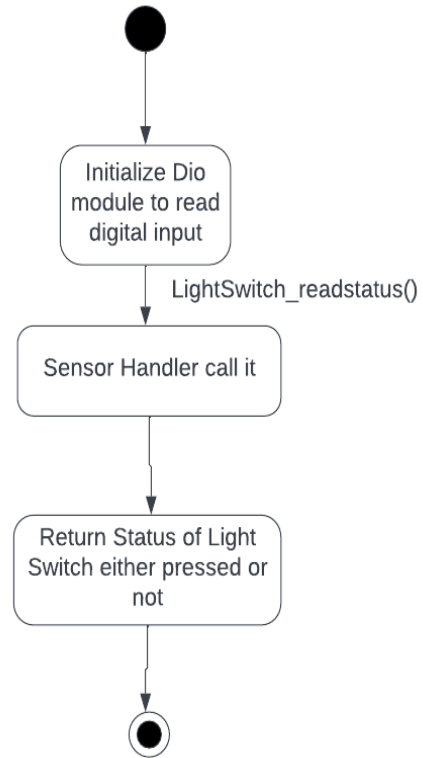 Initialize Dio
module to read
digital input
LightSwitch_readstatus()
Sensor Handler call it
Return Status of Light
Switch either pressed or
not